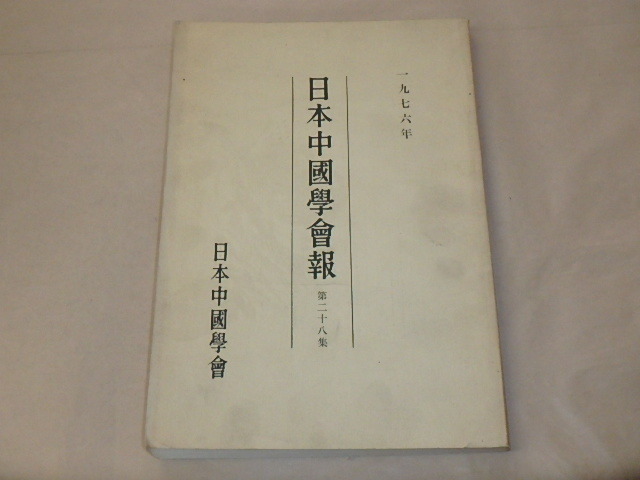 一九七六年
日本中國學會報
第二十八集
日本中國學會